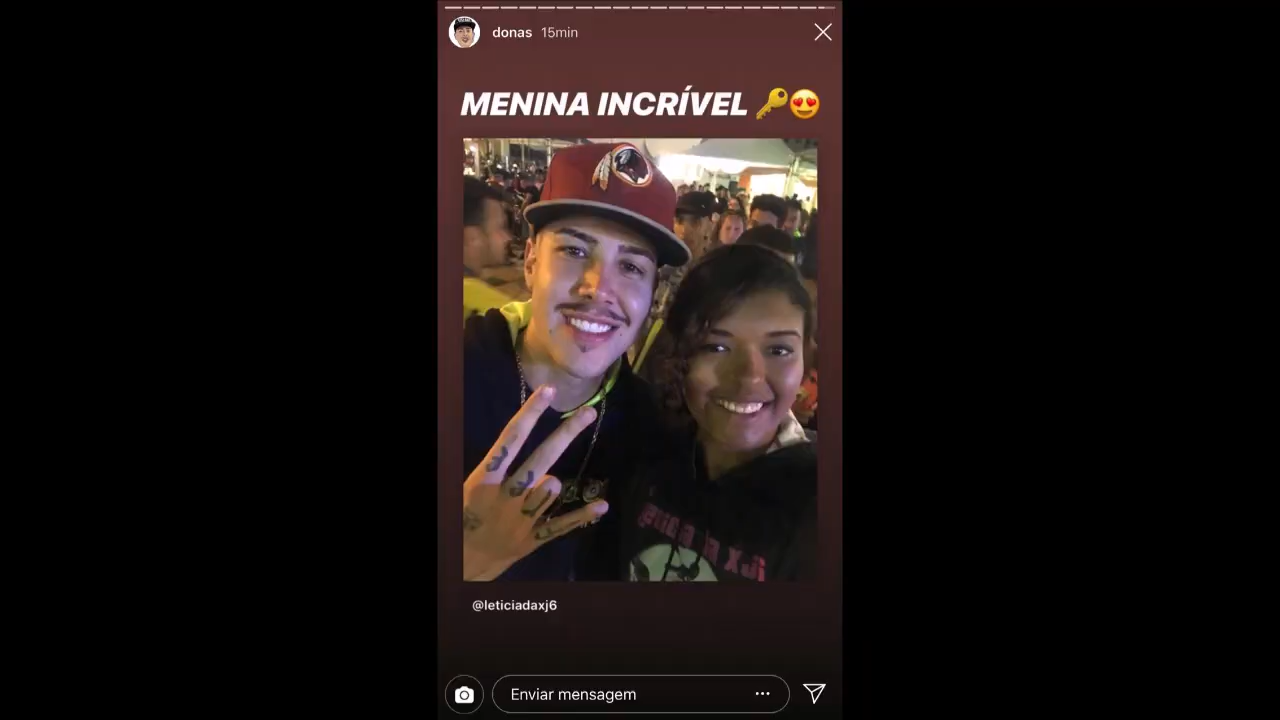 donas 15min
MENINA INCRÍVEL 🔑😍
@leticiadaxj6
Enviar mensagem